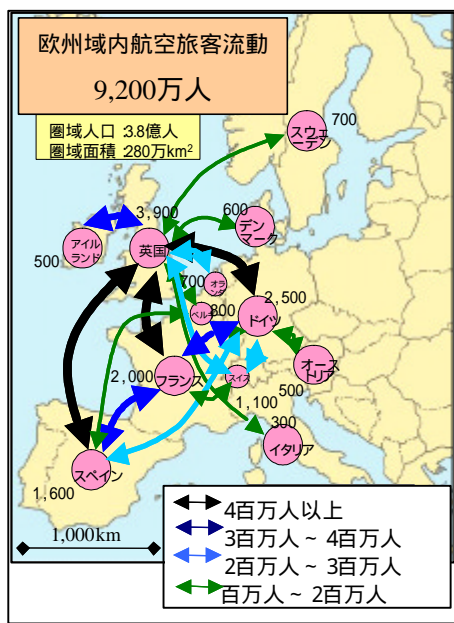 欧州域内航空旅客流動
9,200万人
圏域人口:3.8億人
圏域面積:280万km²
スウェ
ーデン
700
3,900
600
デン
マーク
アイル
ランド
500
英国
オラ
ンダ
700
ベルギ
800
2,500
ドイツ
2,000
フランス
スイス
オース
トリア
500
1,100
300
イタリア
スペイン
1,600
1,000km
4百万人以上
3百万人~4百万人
2百万人~3百万人
百万人~2百万人